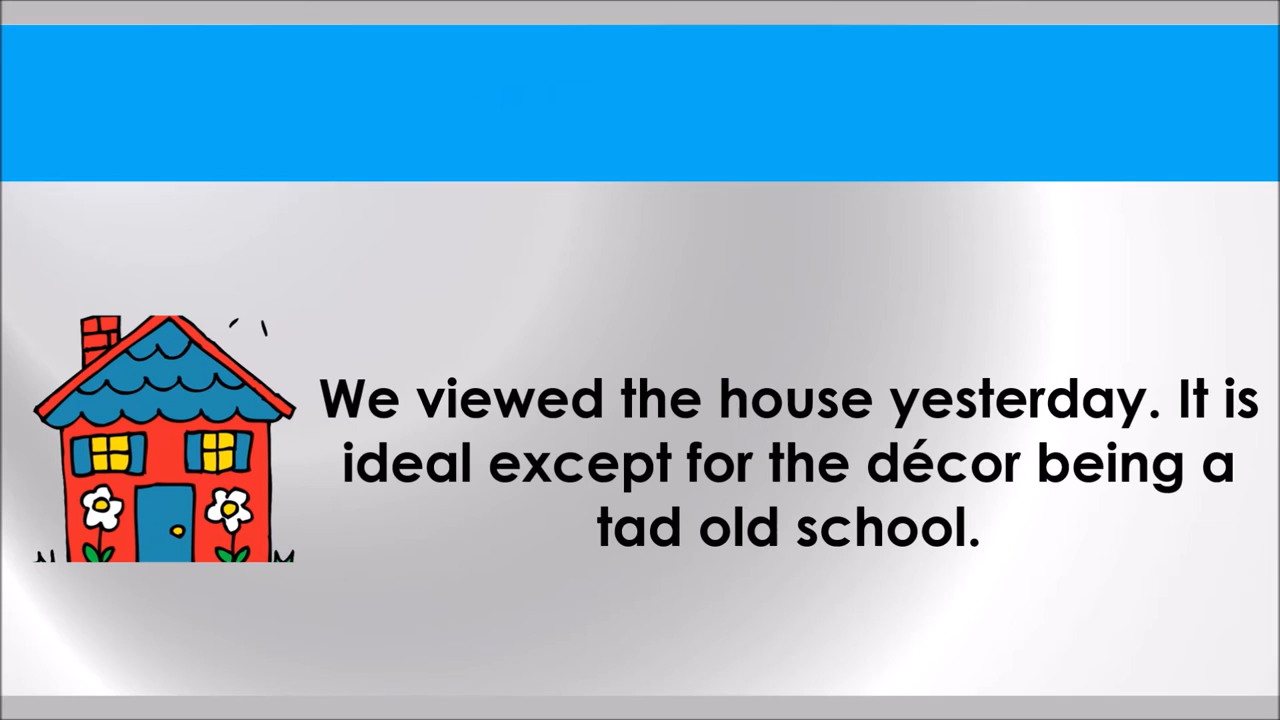 We viewed the house yesterday. It is
ideal except for the décor being a
tad old school.